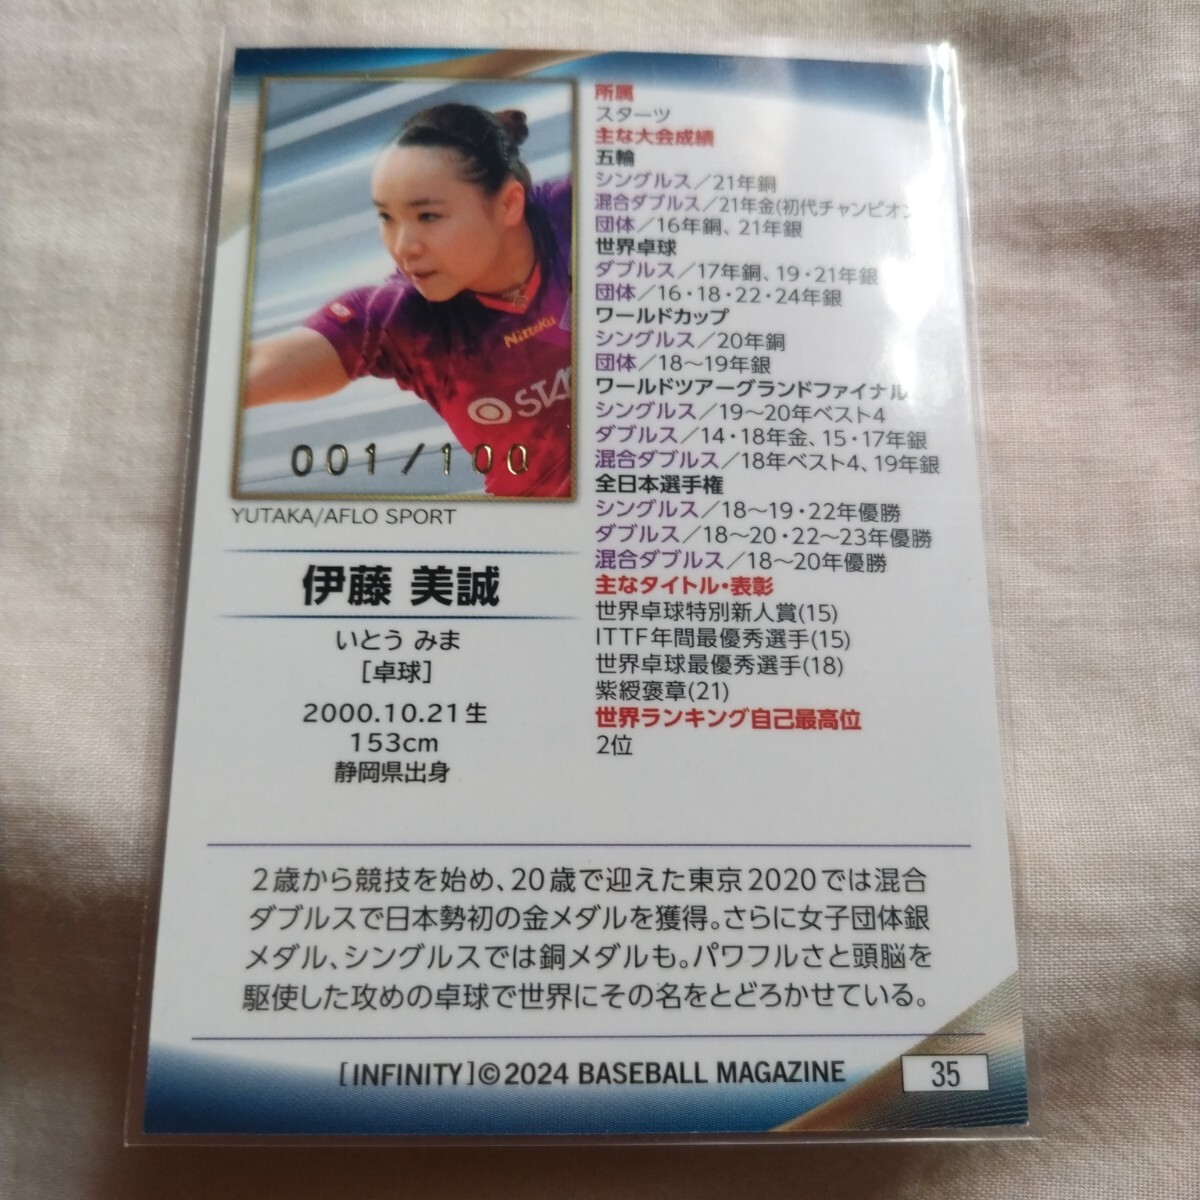 Nittaku
STA
001/100
YUTAKA/AFLO SPORT
伊藤 美誠
いとう みま
[卓球]
2000.10.21生
153cm
静岡県出身
所属
スターツ
主な大会成績
五輪
シングルス/21年銅
混合ダブルス/21年金(初代チャンピオン
団体/16年銅、21年銀
世界卓球
ダブルス/17年銅、19・21年銀
団体/16・18・22・24年銀
ワールドカップ
シングルス/20年銅
団体/18〜19年銀
ワールドツアーグランドファイナル
シングルス/19〜20年ベスト4
ダブルス/14・18年金、15・17年銀
混合ダブルス/18年ベスト4、19年銀
全日本選手権
シングルス/18〜19・22年優勝
ダブルス/18〜20・22〜23年優勝
混合ダブルス/18〜20年優勝
主なタイトル・表彰
世界卓球特別新人賞(15)
ITTF年間最優秀選手(15)
世界卓球最優秀選手(18)
紫綬褒章(21)
世界ランキング自己最高位
2位
2歳から競技を始め、20歳で迎えた東京2020では混合
ダブルスで日本勢初の金メダルを獲得。さらに女子団体銀
メダル、シングルスでは銅メダルも。パワフルさと頭脳を
駆使した攻めの卓球で世界にその名をとどろかせている。
[INFINITY]©2024 BASEBALL MAGAZINE
35